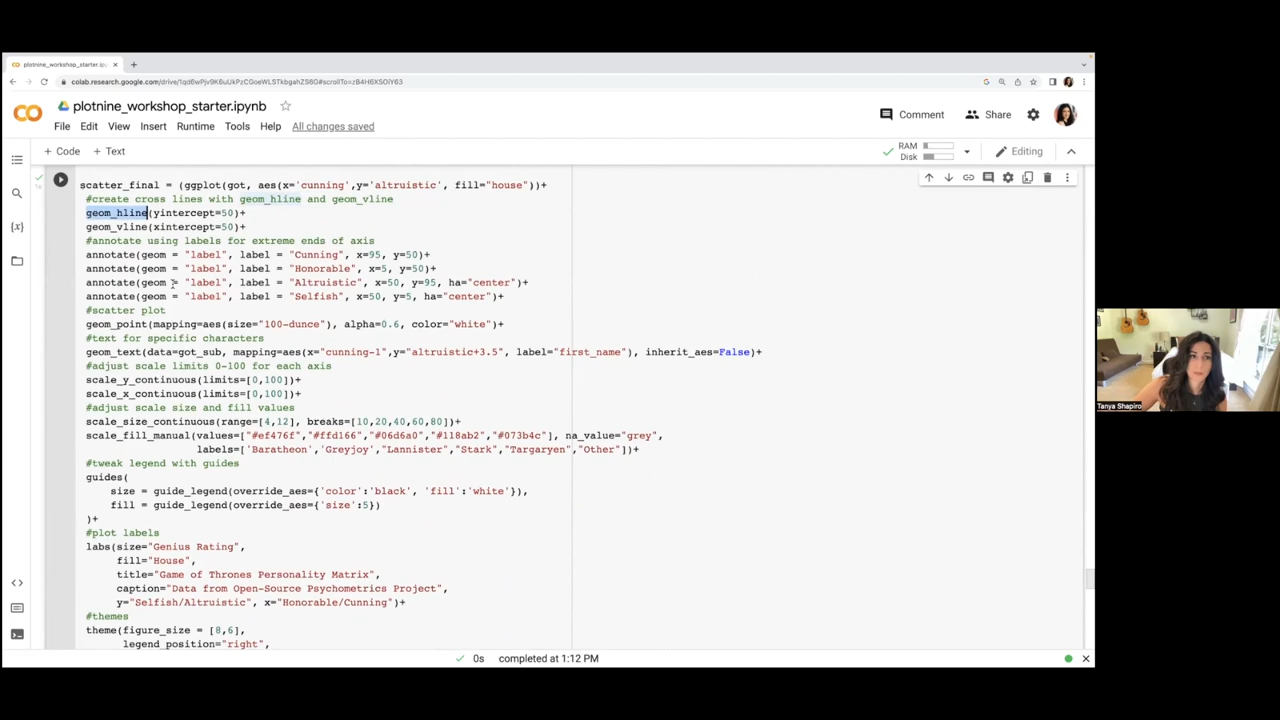 plotnine_workshop_starter.ip
plotnine_workshop_starter.ipynb
File Edit View Insert Runtime Tools Help All changes saved
Comment Share
+ Code + Text
RAM
Disk
Editing
scatter_final = (ggplot(got, aes(x='cunning',y='altruistic', fill="house"))+
#create cross lines with geom_hline and geom_vline
geom_hline(yintercept=50)+
geom_vline(xintercept=50)+
#annotate using labels for extreme ends of axis
annotate(geom = "label", label = "Cunning", x=95, y=50)+
annotate(geom = "label", label = "Honorable", x=5, y=50)+
annotate(geom = "label", label = "Altruistic", x=50, y=95, ha="center")+
annotate(geom = "label", label = "Selfish", x=50, y=5, ha="center")+
#scatter plot
geom_point(mapping=aes(size="100-dunce"), alpha=0.6, color="white")+
#text for specific characters
geom_text(data=got_sub, mapping=aes(x="cunning-1",y="altruistic+3.5", label="first_name"), inherit_aes=False)+
#adjust scale limits 0-100 for each axis
scale_y_continuous(limits=[0,100])+
scale_x_continuous(limits=[0,100])+
#adjust scale size and fill values
scale_size_continuous(range=[4,12], breaks=[10,20,40,60,80])+
scale_fill_manual(values=["#ef476f","#ffd166","#06d6a0","#118ab2","#073b4c"], na_value="grey",
labels=['Baratheon','Greyjoy',"Lannister","Stark","Targaryen","Other"])+
#tweak legend with guides
guides(
size = guide_legend(override_aes={'color':'black', 'fill':'white'}),
fill = guide_legend(override_aes={'size':5})
)+
#plot labels
labs(size="Genius Rating",
fill="House",
title="Game of Thrones Personality Matrix",
caption="Data from Open-Source Psychometrics Project",
y="Selfish/Altruistic", x="Honorable/Cunning")+
#themes
theme(figure_size = [8,6],
legend_position="right",
0s completed at 1:12 PM
Tanya Shapiro